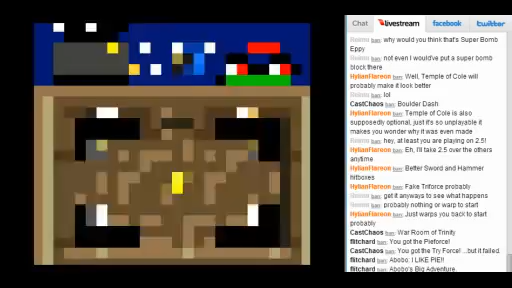 Chat livestream facebook twitter
why would you think that's Super Bomb
Eppy
not even I would've put a super bomb
block there
HylianFlareon: Well, Temple of Cole will
probably make it look better
lol
CastChaos: Boulder Dash
HylianFlareon: Temple of Cole is also
supposedly optional, just it's so unplayable it
makes you wonder why it was even made
hey, at least you are playing on 2.5!
HylianFlareon: Eh, I'll take 2.5 over the others
anytime
HylianFlareon: Better Sword and Hammer
hitboxes
HylianFlareon: Fake Triforce probably
get it anyways to see what happens
probably nothing or warp to start
HylianFlareon: Just warps you back to start
probably
CastChaos: War Room of Trinity
flitchard: You got the Pieforce!
CastChaos: You got the Try Force! ...but it failed.
flitchard: Abobo: I LIKE PIE!!
flitchard: Abobo's Big Adventure.